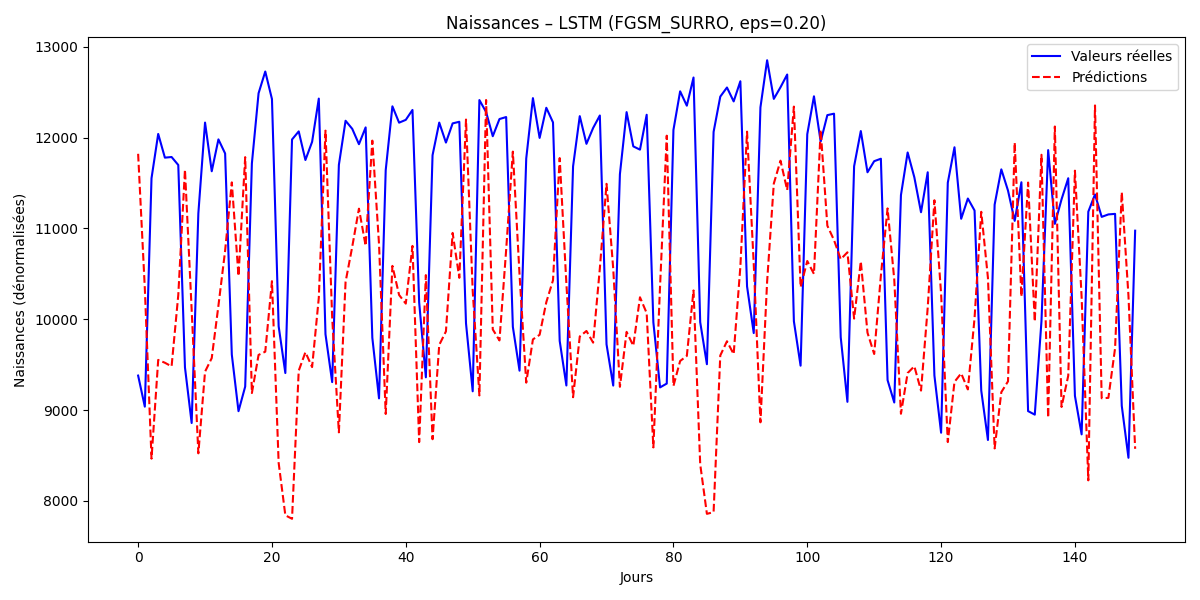 Naissances – LSTM (FGSM_SURRO, eps=0.20)
Valeurs réelles
Prédictions
Naissances (dénormalisées)
13000
12000
11000
10000
9000
8000
0 20 40 60 80 100 120 140
Jours